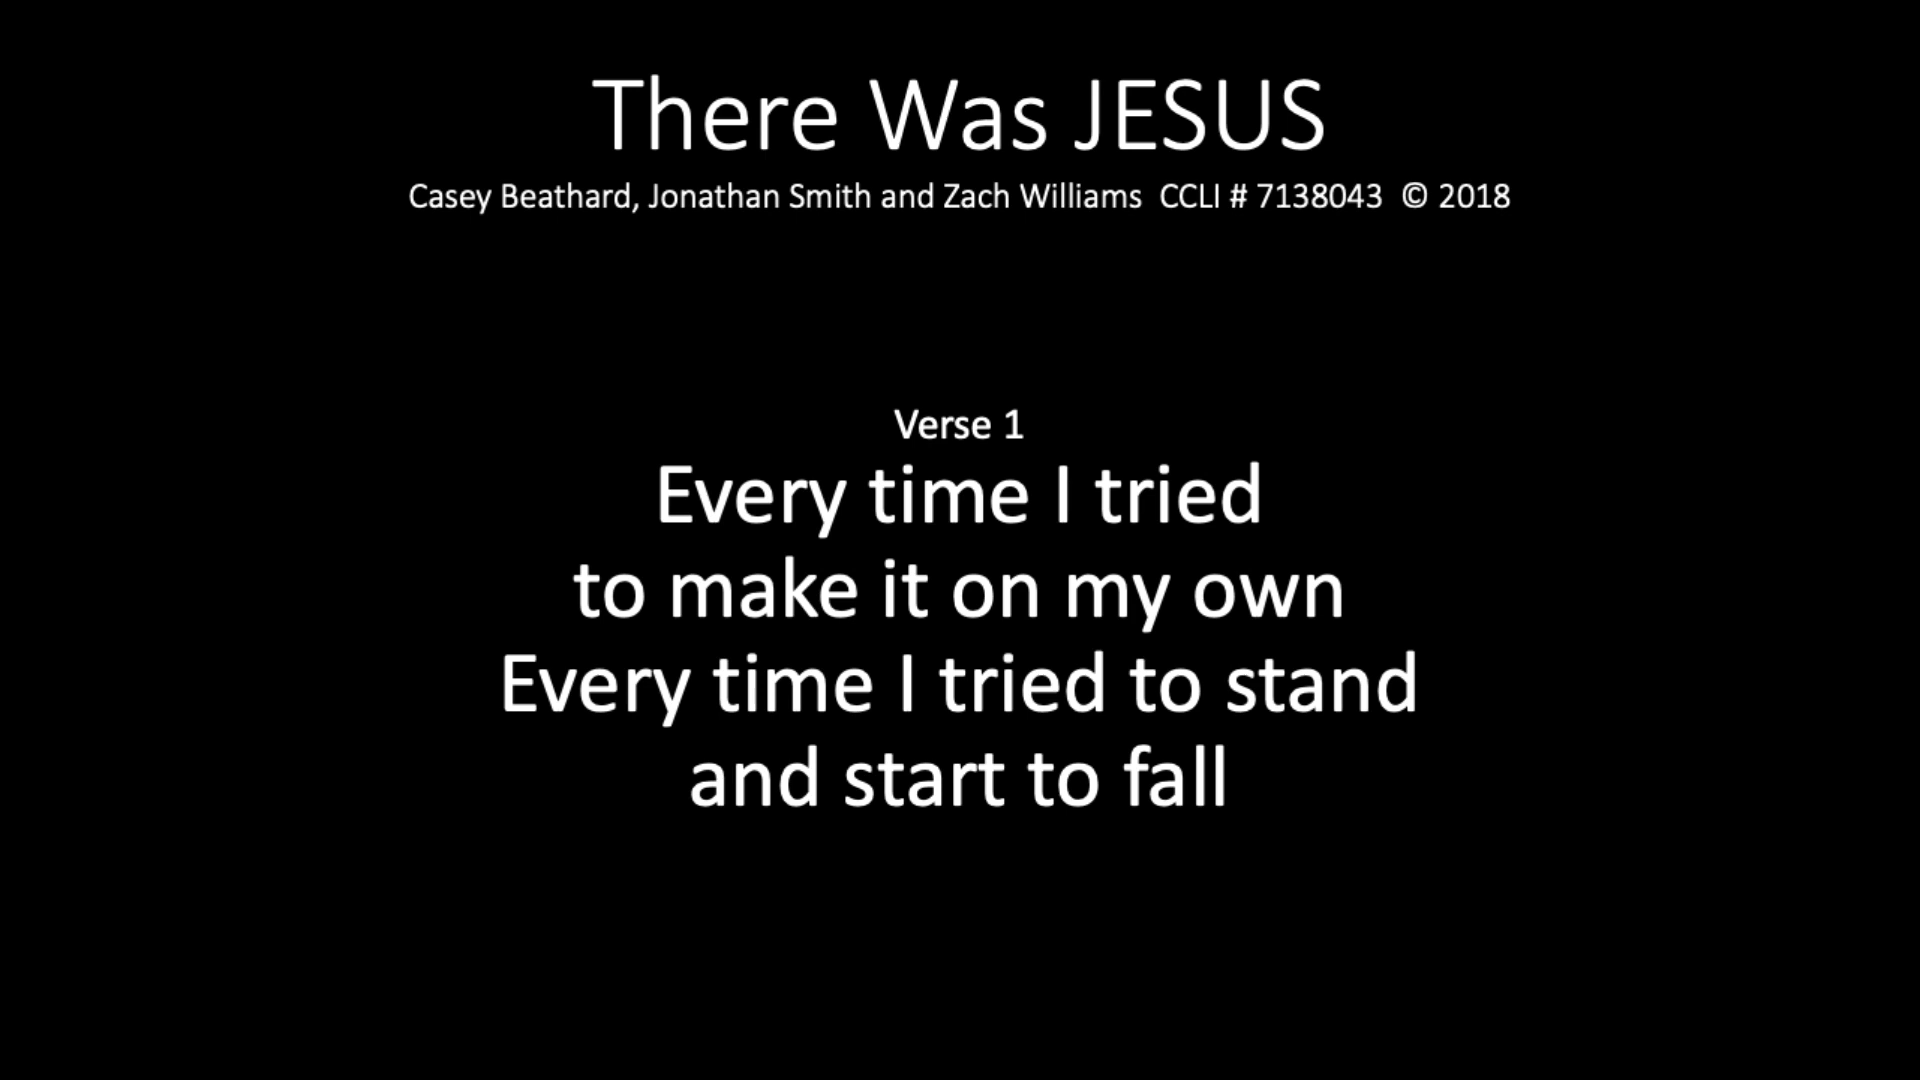 There Was JESUS
Casey Beathard, Jonathan Smith and Zach Williams  CCLI # 7138043  © 2018
Verse 1
Every time I tried
to make it on my own
Every time I tried to stand
and start to fall